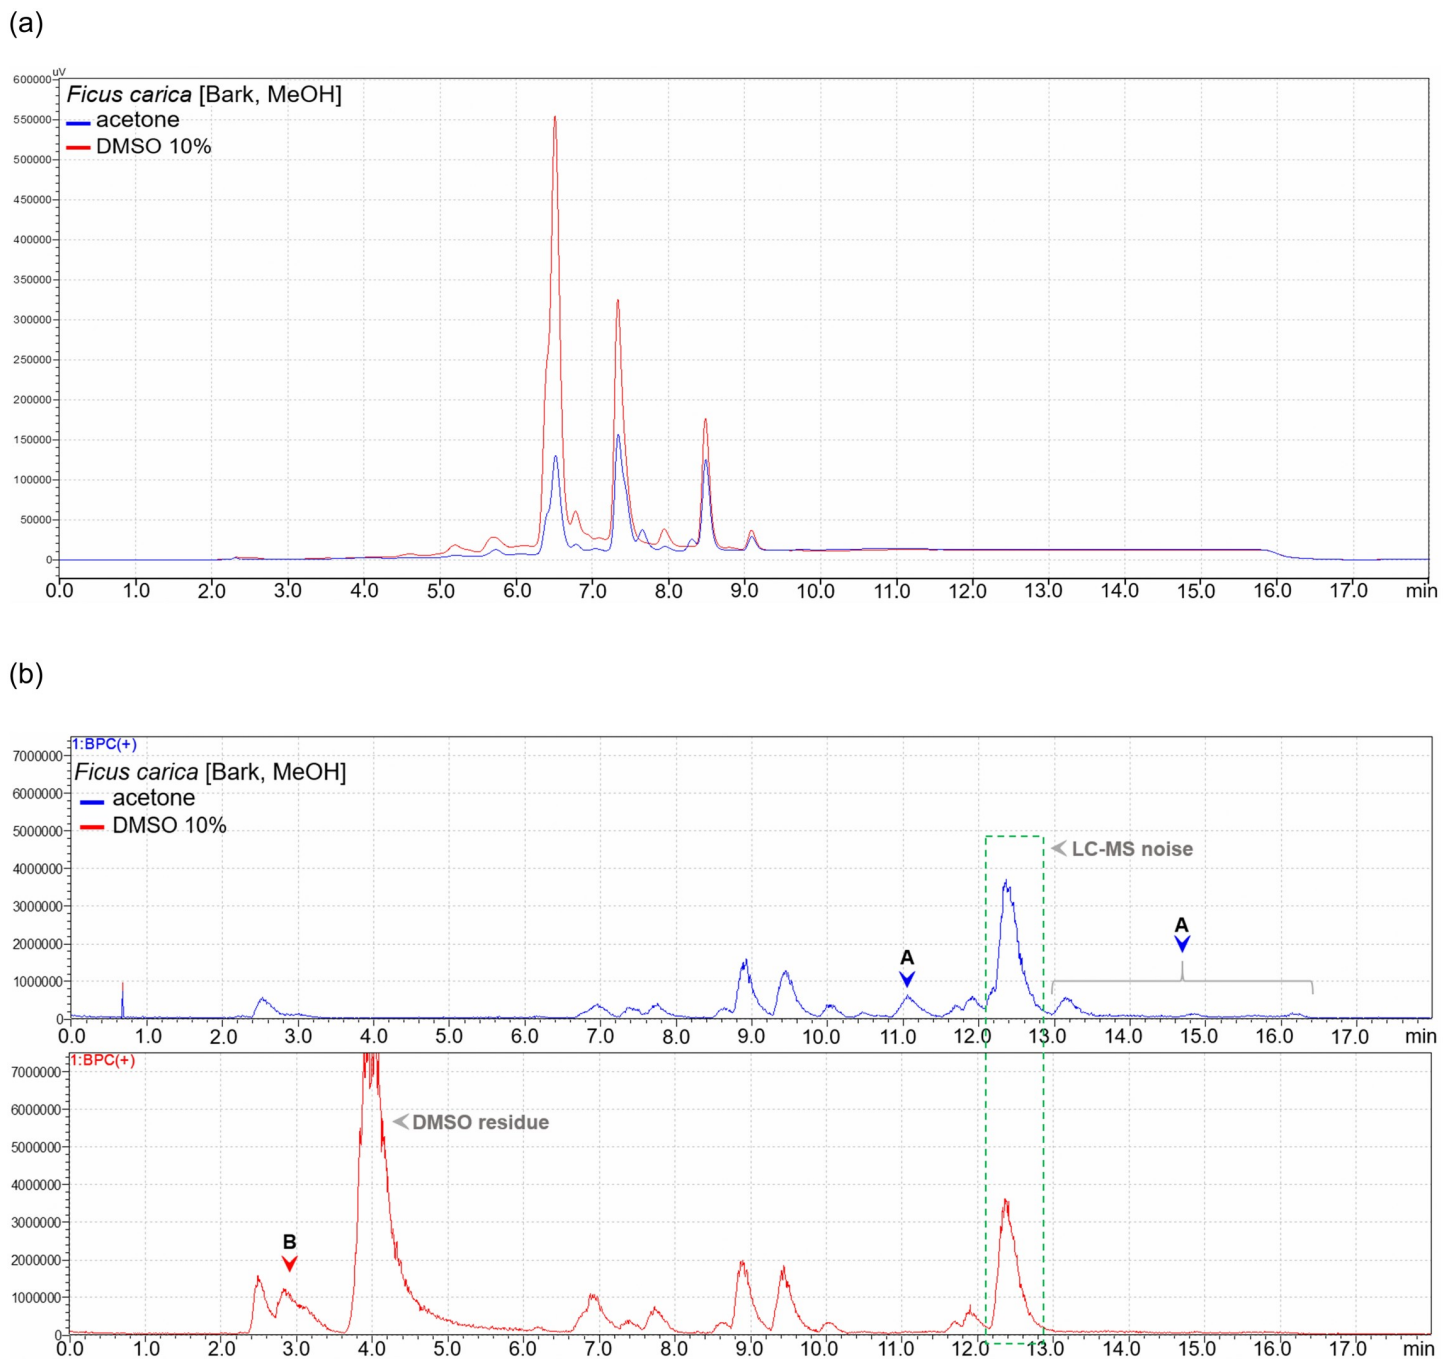 (a)
uV
600000
Ficus carica [Bark, MeOH]
acetone
550000
DMSO 10%
500000
450000
400000
350000
300000
250000
200000
150000
100000
50000
0
0.0 1.0 2.0 3.0 4.0 5.0 6.0 7.0 8.0 9.0 10.0 11.0 12.0 13.0 14.0 15.0 16.0 17.0 min
(b)
1:BPC(+)
7000000
Ficus carica [Bark, MeOH]
6000000
acetone
DMSO 10%
5000000
LC-MS noise
4000000
3000000
A
2000000
A
1000000
0
0.0 1.0 2.0 3.0 4.0 5.0 6.0 7.0 8.0 9.0 10.0 11.0 12.0 13.0 14.0 15.0 16.0 17.0 min
1:BPC(+)
7000000
6000000
DMSO residue
5000000
4000000
3000000
B
2000000
1000000
0
0.0 1.0 2.0 3.0 4.0 5.0 6.0 7.0 8.0 9.0 10.0 11.0 12.0 13.0 14.0 15.0 16.0 17.0 min